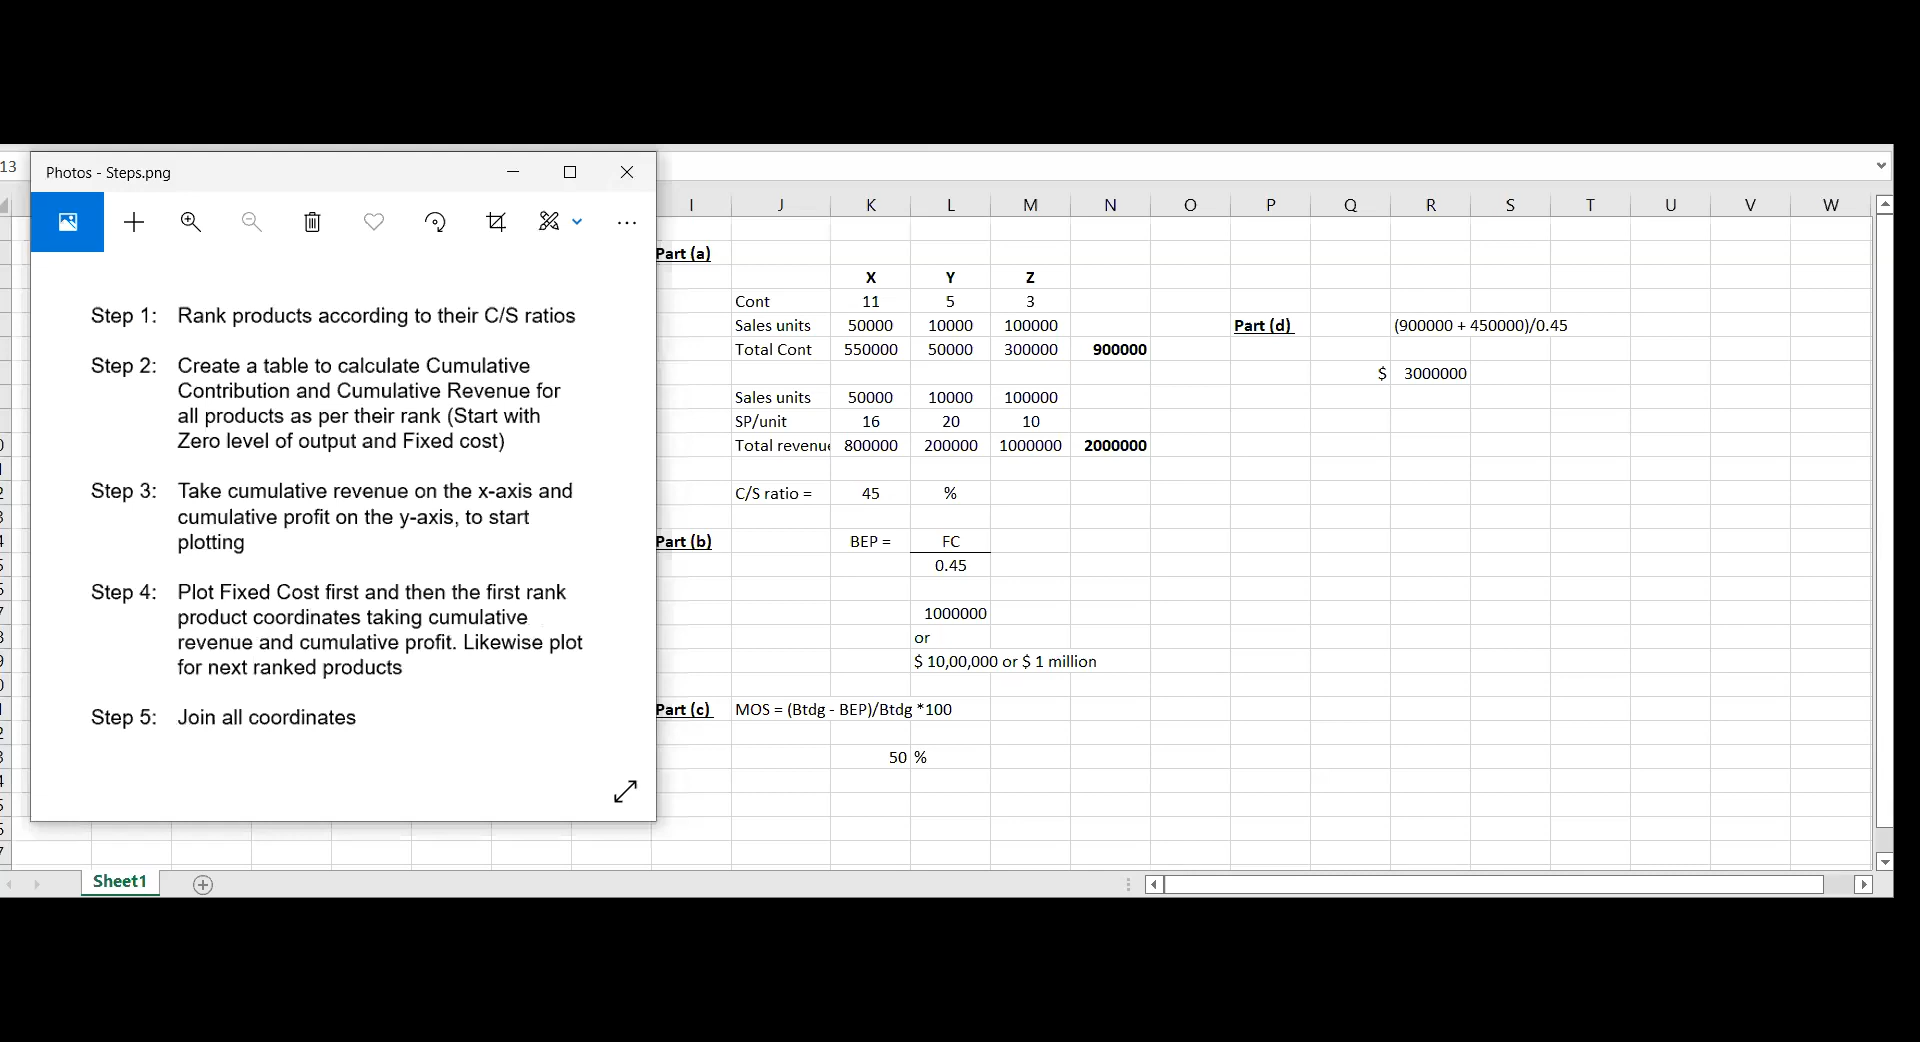 13
Photos - Steps.png
Step 1: Rank products according to their C/S ratios
Step 2: Create a table to calculate Cumulative
Contribution and Cumulative Revenue for
all products as per their rank (Start with
Zero level of output and Fixed cost)
Step 3: Take cumulative revenue on the x-axis and
cumulative profit on the y-axis, to start
plotting
Step 4: Plot Fixed Cost first and then the first rank
product coordinates taking cumulative
revenue and cumulative profit. Likewise plot
for next ranked products
Step 5: Join all coordinates
I J K L M N O P Q R S T U V W
Part (a)
X Y Z
Cont 11 5 3
Sales units 50000 10000 100000 Part (d) (900000 + 450000)/0.45
Total Cont 550000 50000 300000 900000
$ 3000000
Sales units 50000 10000 100000
SP/unit 16 20 10
Total revenue 800000 200000 1000000 2000000
C/S ratio = 45 %
Part (b) BEP = FC
0.45
1000000
or
$ 10,00,000 or $ 1 million
Part (c) MOS = (Btdg - BEP)/Btdg *100
50 %
Sheet1